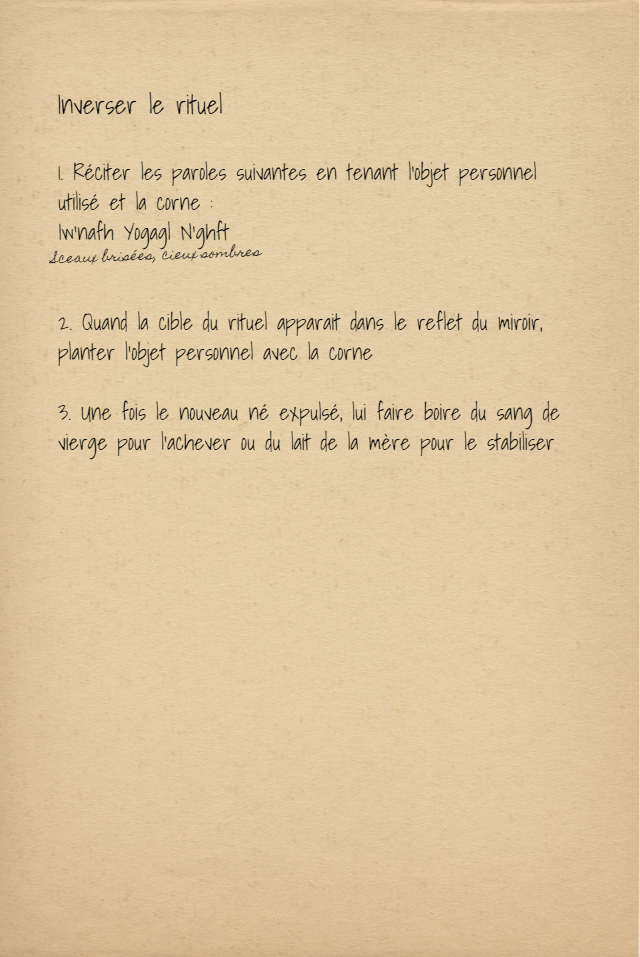 Inverser le rituel
1. Réciter les paroles suivantes en tenant l'objet personnel
utilisé et la corne :
Iw'nafh Yogagl N'ghft
Sceaux brisées, cieux sombres
2. Quand la cible du rituel apparait dans le reflet du miroir,
planter l'objet personnel avec la corne
3. Une fois le nouveau né expulsé, lui faire boire du sang de
vierge pour l'achever ou du lait de la mère pour le stabiliser